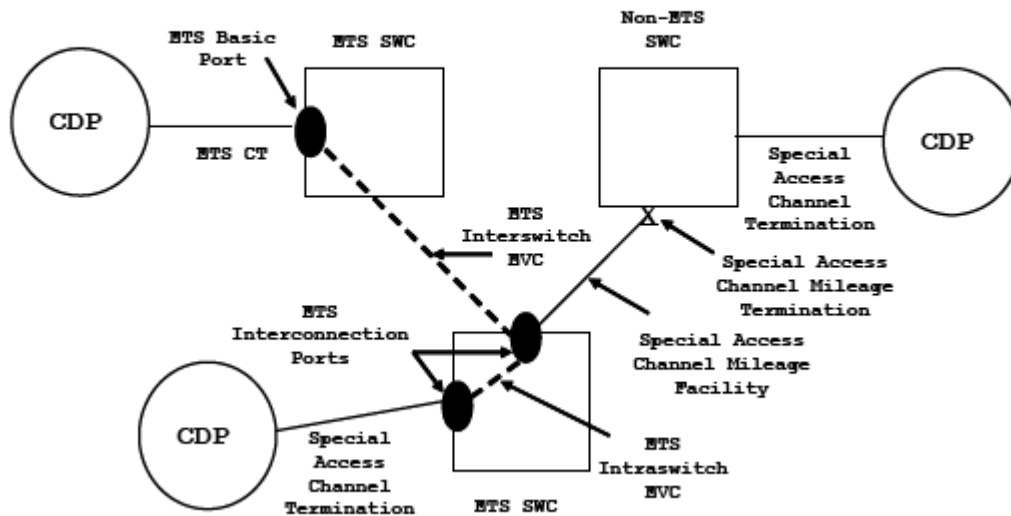 ETS Basic
Port
ETS SWC
Non-ETS
SWC
CDP
ETS CT
CDP
Special
Access
Channel
Termination
ETS
Interswitch
EVC
X
Special Access
Channel Mileage
Termination
ETS
Interconnection
Ports
Special Access
Channel Mileage
Facility
CDP
Special
Access
Channel
Termination
ETS
Intraswitch
EVC
ETS SWC